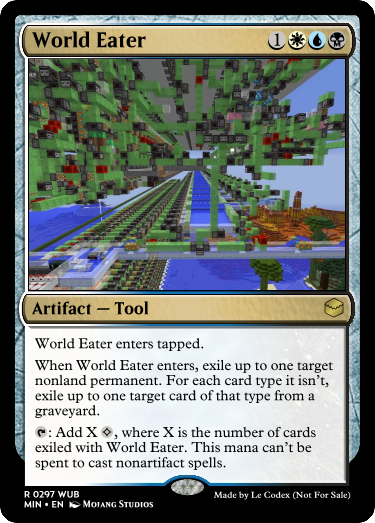 World Eater 1
Artifact — Tool
World Eater enters tapped.
When World Eater enters, exile up to one target
nonland permanent. For each card type it isn't,
exile up to one target card of that type from a
graveyard.
: Add X , where X is the number of cards
exiled with World Eater. This mana can't be
spent to cast nonartifact spells.
R 0297 WUB
MIN • EN Mojang Studios
Made by Le Codex (Not For Sale)